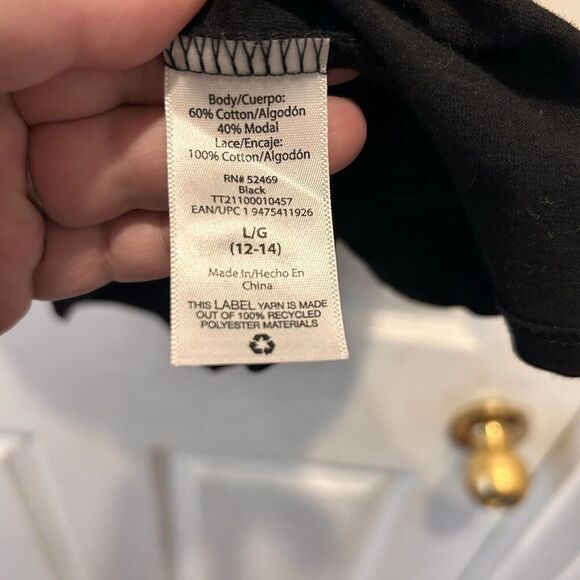 Body/Cuerpo:
60% Cotton/Algodón
40% Modal
Lace/Encaje:
100% Cotton/Algodón
RN# 52469
Black
TT21100010457
EAN/UPC 1 9475411926
L/G
(12-14)
Made In/Hecho En
China
THIS LABEL YARN IS MADE
OUT OF 100% RECYCLED
POLYESTER MATERIALS